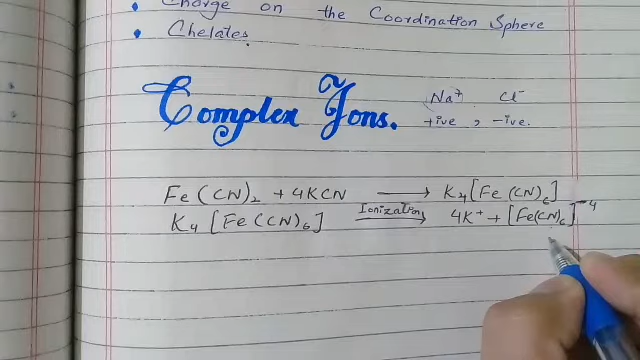 • Charge on the Coordination Sphere
• Chelates.
Complex Ions.
Na⁺ Cl⁻
+ive , -ive.
Fe(CN)₂ + 4KCN → K₄[Fe(CN)₆]
K₄[Fe(CN)₆] Ionization→ 4K⁺ + [Fe(CN)₆]⁻⁴